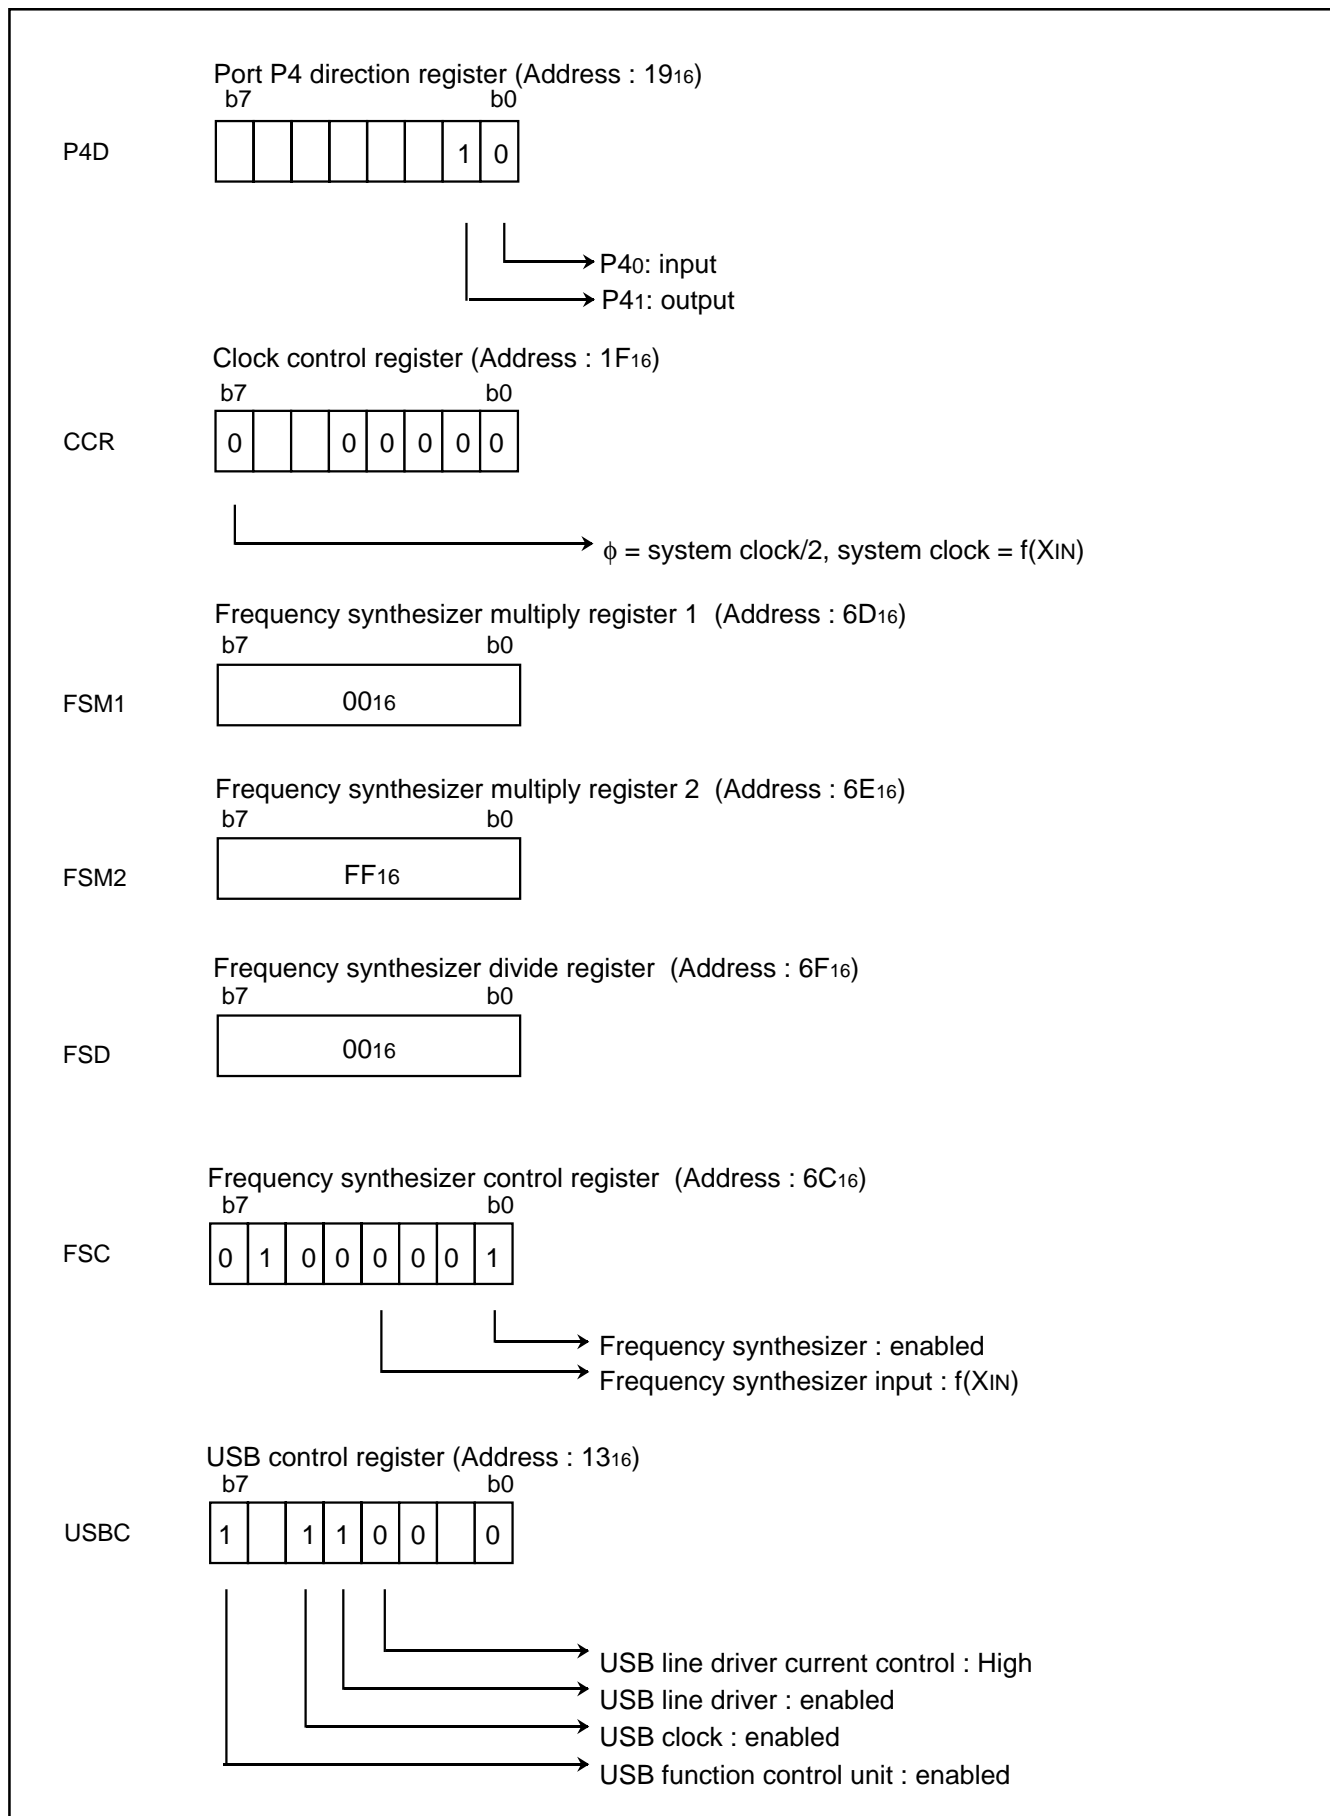 Port P4 direction register (Address : 1916)
b7 b0
P4D 1 0
P40: input
P41: output
Clock control register (Address : 1F16)
b7 b0
CCR 0 0 0 0 0 0
ϕ = system clock/2, system clock = f(XIN)
Frequency synthesizer multiply register 1 (Address : 6D16)
b7 b0
FSM1 0016
Frequency synthesizer multiply register 2 (Address : 6E16)
b7 b0
FSM2 FF16
Frequency synthesizer divide register (Address : 6F16)
b7 b0
FSD 0016
Frequency synthesizer control register (Address : 6C16)
b7 b0
FSC 0 1 0 0 0 0 0 1
Frequency synthesizer : enabled
Frequency synthesizer input : f(XIN)
USB control register (Address : 1316)
b7 b0
USBC 1 1 1 0 0 0
USB line driver current control : High
USB line driver : enabled
USB clock : enabled
USB function control unit : enabled